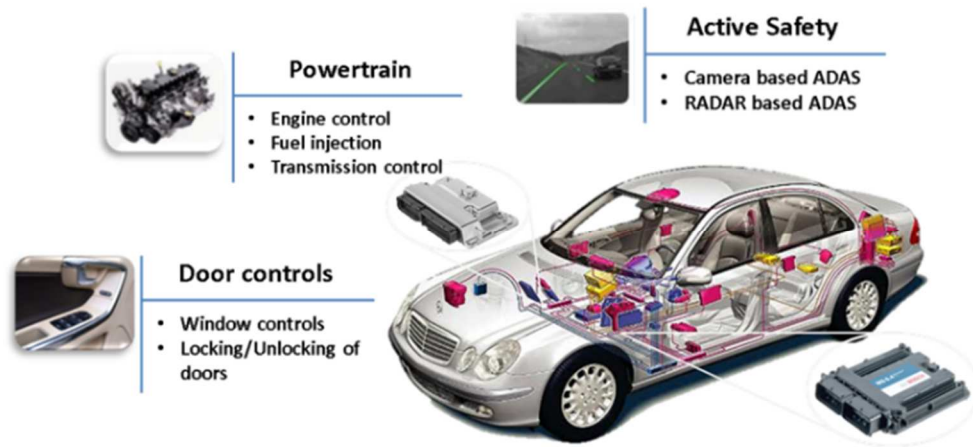 Active Safety
• Camera based ADAS
• RADAR based ADAS
Powertrain
• Engine control
• Fuel injection
• Transmission control
Door controls
• Window controls
• Locking/Unlocking of
doors